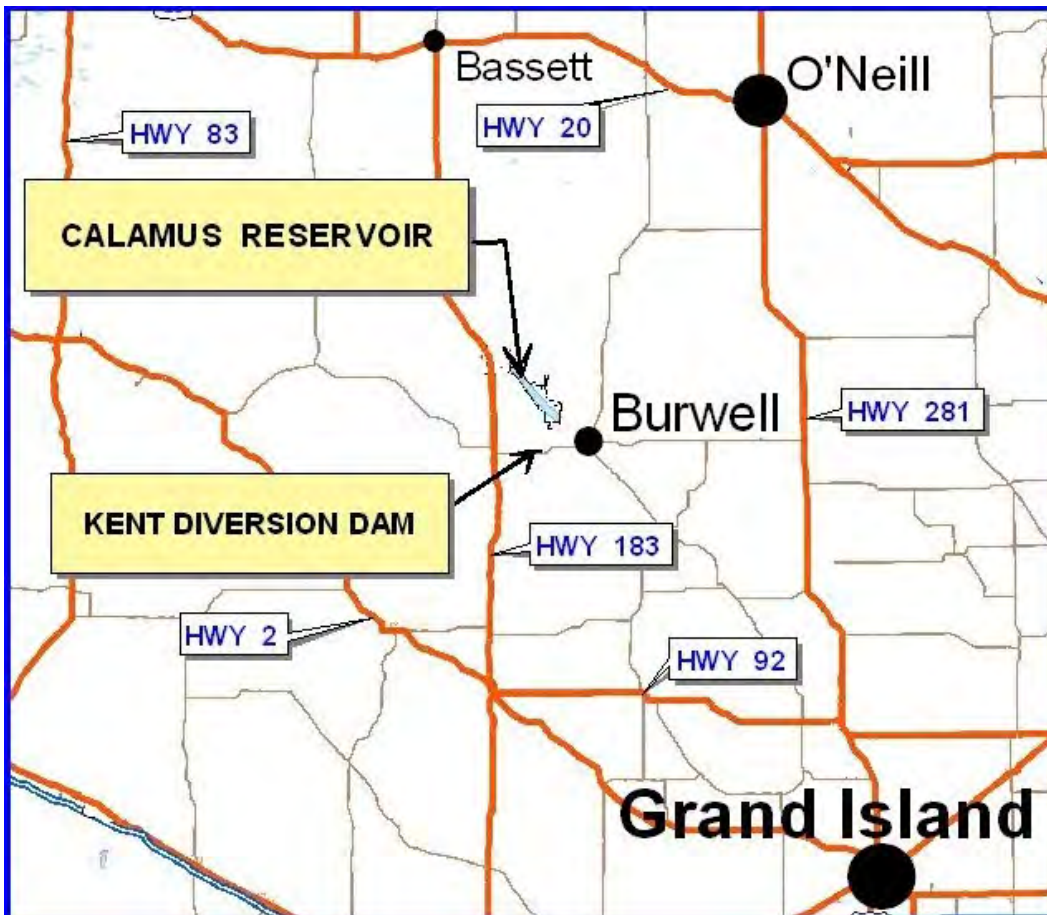 Bassett
O'Neill
HWY 83
HWY 20
CALAMUS RESERVOIR
Burwell
HWY 281
KENT DIVERSION DAM
HWY 183
HWY 2
HWY 92
Grand Island